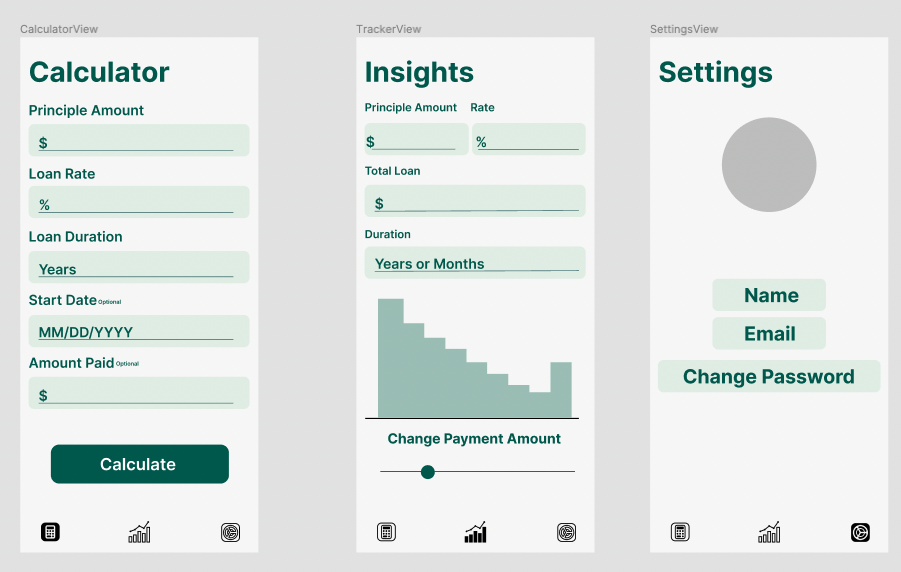 CalculatorView
Calculator
Principle Amount
$
Loan Rate
%
Loan Duration
Years
Start Date Optional
MM/DD/YYYY
Amount Paid Optional
$
Calculate
TrackerView
Insights
Principle Amount Rate
$ %
Total Loan
$
Duration
Years or Months
Change Payment Amount
SettingsView
Settings
Name
Email
Change Password